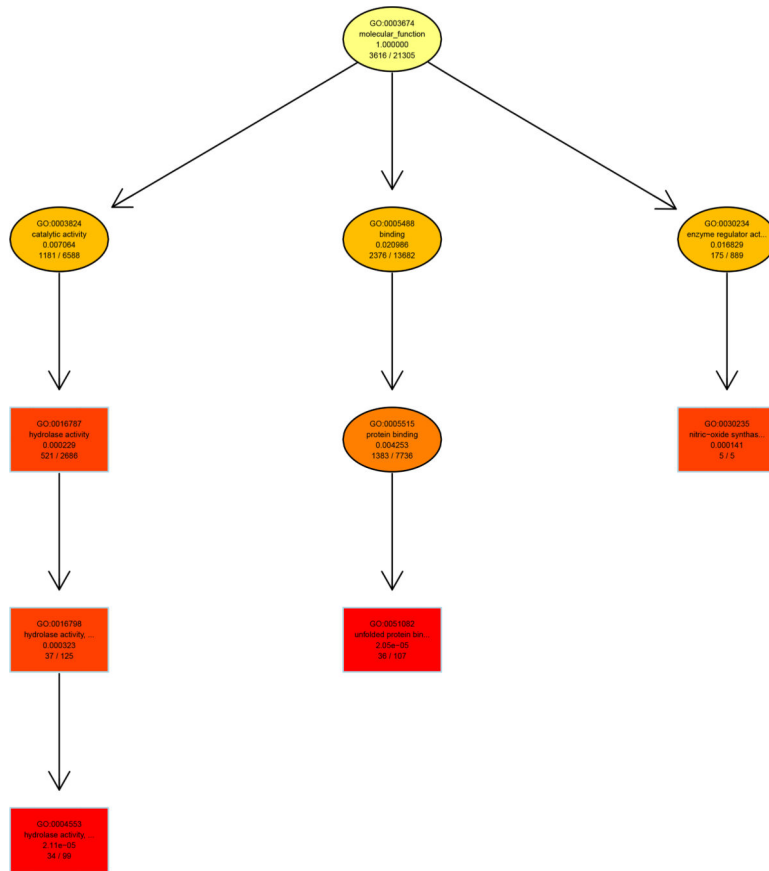 GO:0003674
molecular_function
1.000000
3616 / 21305
GO:0003824
catalytic activity
0.007064
1181 / 6588
GO:0005488
binding
0.020986
2376 / 13682
GO:0030234
enzyme regulator act...
0.016829
175 / 889
GO:0016787
hydrolase activity
0.000229
521 / 2686
GO:0005515
protein binding
0.004253
1383 / 7736
GO:0030235
nitric−oxide synthas...
0.000141
5 / 5
GO:0016798
hydrolase activity, ...
0.000323
37 / 125
GO:0051082
unfolded protein bin...
2.05e−05
36 / 107
GO:0004553
hydrolase activity, ...
2.11e−05
34 / 99